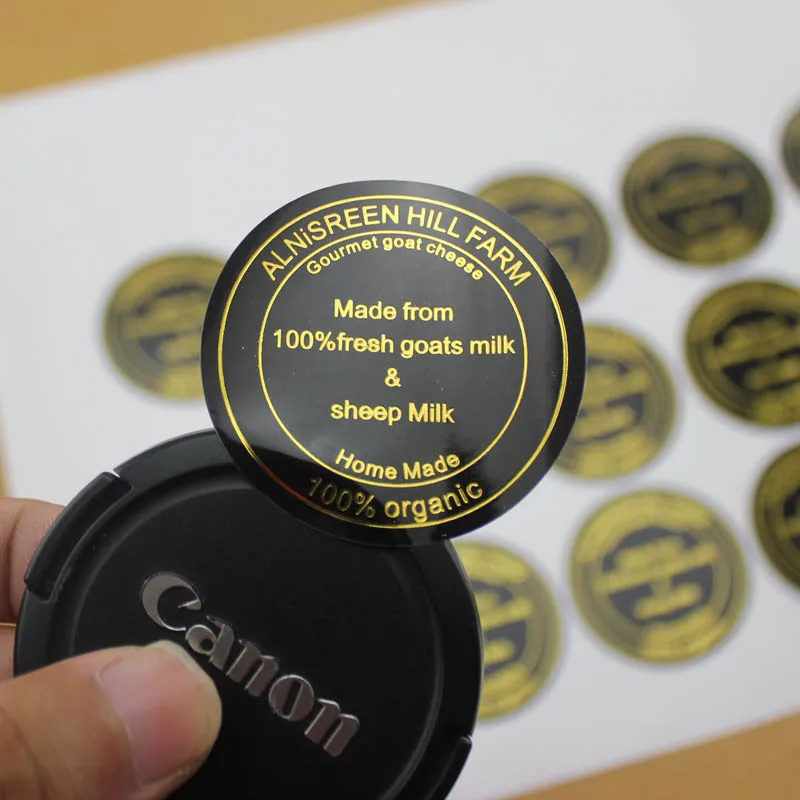 ALNiSREEN HILL FARM
Gourmet goat cheese
Made from
100%fresh goats milk
&
sheep Milk
Home Made
100% organic
Canon